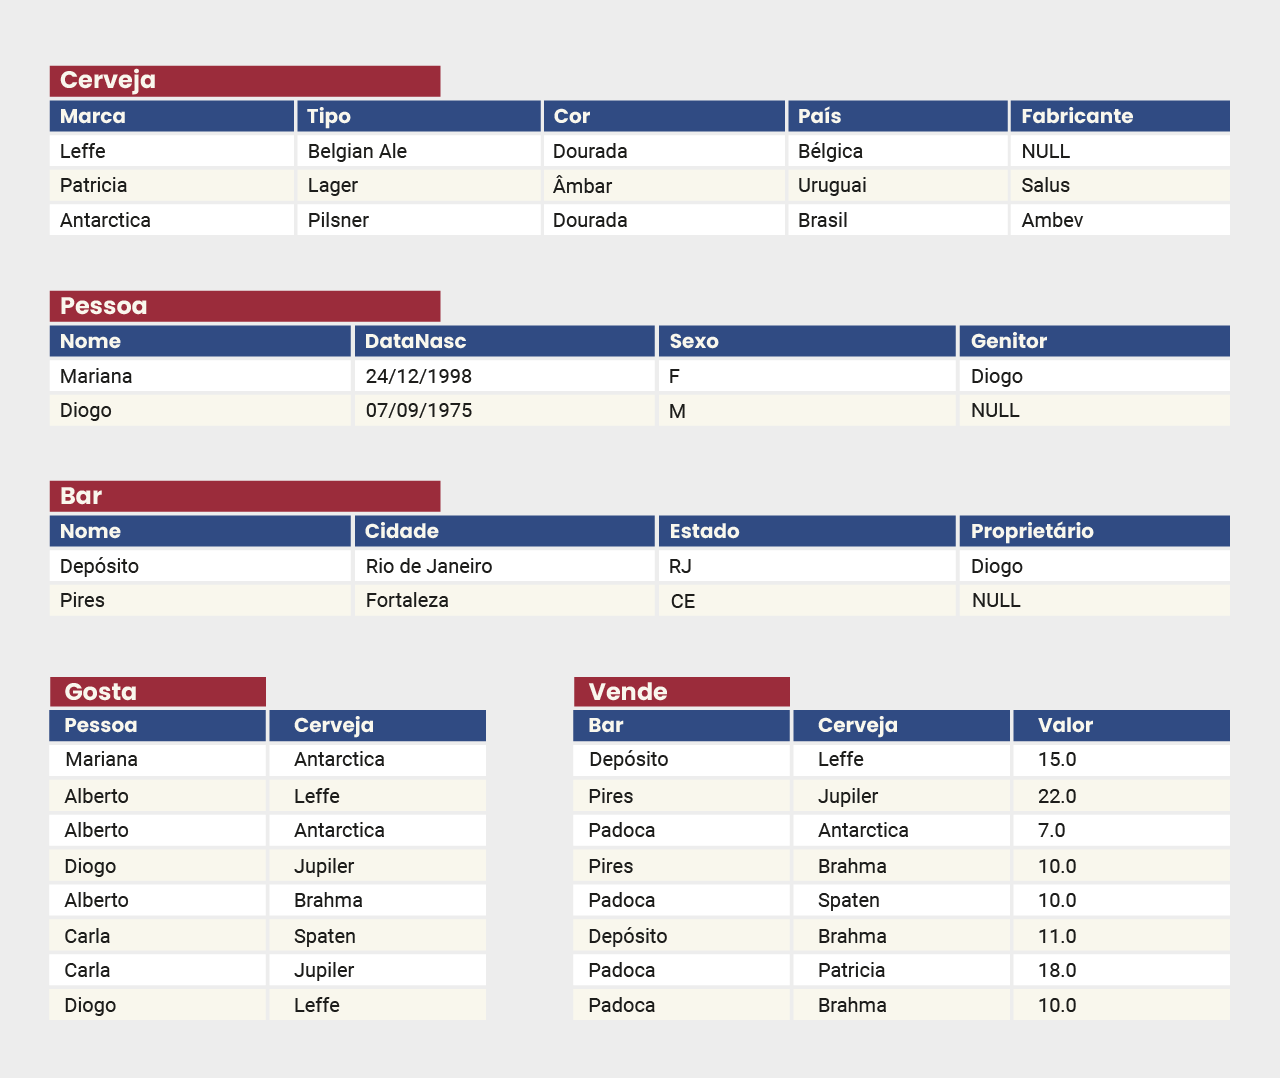 Cerveja
Marca Tipo Cor País Fabricante
Leffe Belgian Ale Dourada Bélgica NULL
Patricia Lager Âmbar Uruguai Salus
Antarctica Pilsner Dourada Brasil Ambev
Pessoa
Nome DataNasc Sexo Genitor
Mariana 24/12/1998 F Diogo
Diogo 07/09/1975 M NULL
Bar
Nome Cidade Estado Proprietário
Depósito Rio de Janeiro RJ Diogo
Pires Fortaleza CE NULL
Gosta
Pessoa Cerveja
Mariana Antarctica
Alberto Leffe
Alberto Antarctica
Diogo Jupiler
Alberto Brahma
Carla Spaten
Carla Jupiler
Diogo Leffe
Vende
Bar Cerveja Valor
Depósito Leffe 15.0
Pires Jupiler 22.0
Padoca Antarctica 7.0
Pires Brahma 10.0
Padoca Spaten 10.0
Depósito Brahma 11.0
Padoca Patricia 18.0
Padoca Brahma 10.0